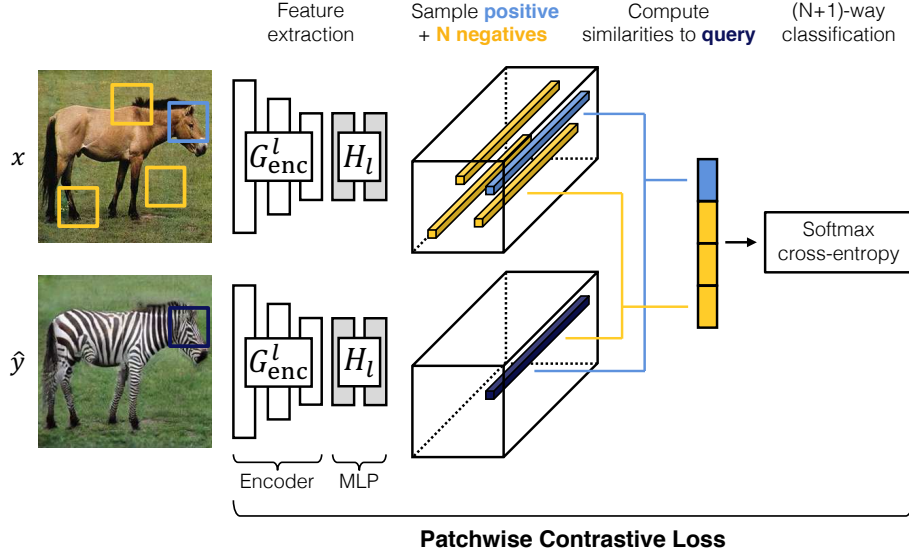 Feature
extraction
Sample positive
+ N negatives
Compute
similarities to query
(N+1)-way
classification
x
G^l_enc
H_l
Softmax
cross-entropy
ŷ
G^l_enc
H_l
Encoder
MLP
Patchwise Contrastive Loss